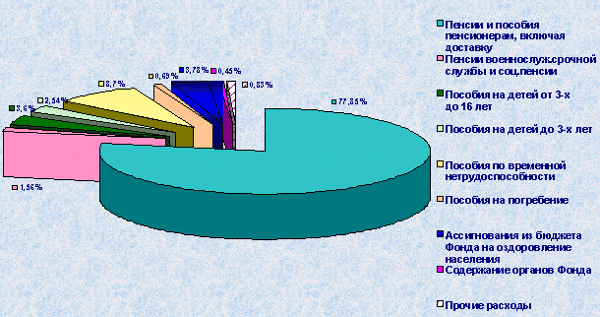 3,78%
0,45%
0,69%
0,83%
8,7%
2,54%
3,6%
77,85%
1,56%
Пенсии и пособия
пенсионерам, включая
доставку
Пенсии военнослуж.срочной
службы и соц.пенсии
Пособия на детей от 3-х
до 16 лет
Пособия на детей до 3-х лет
Пособия по временной
нетрудоспособности
Пособия на погребение
Ассигнования из бюджета
Фонда на оздоровление
населения
Содержание органов Фонда
Прочие расходы